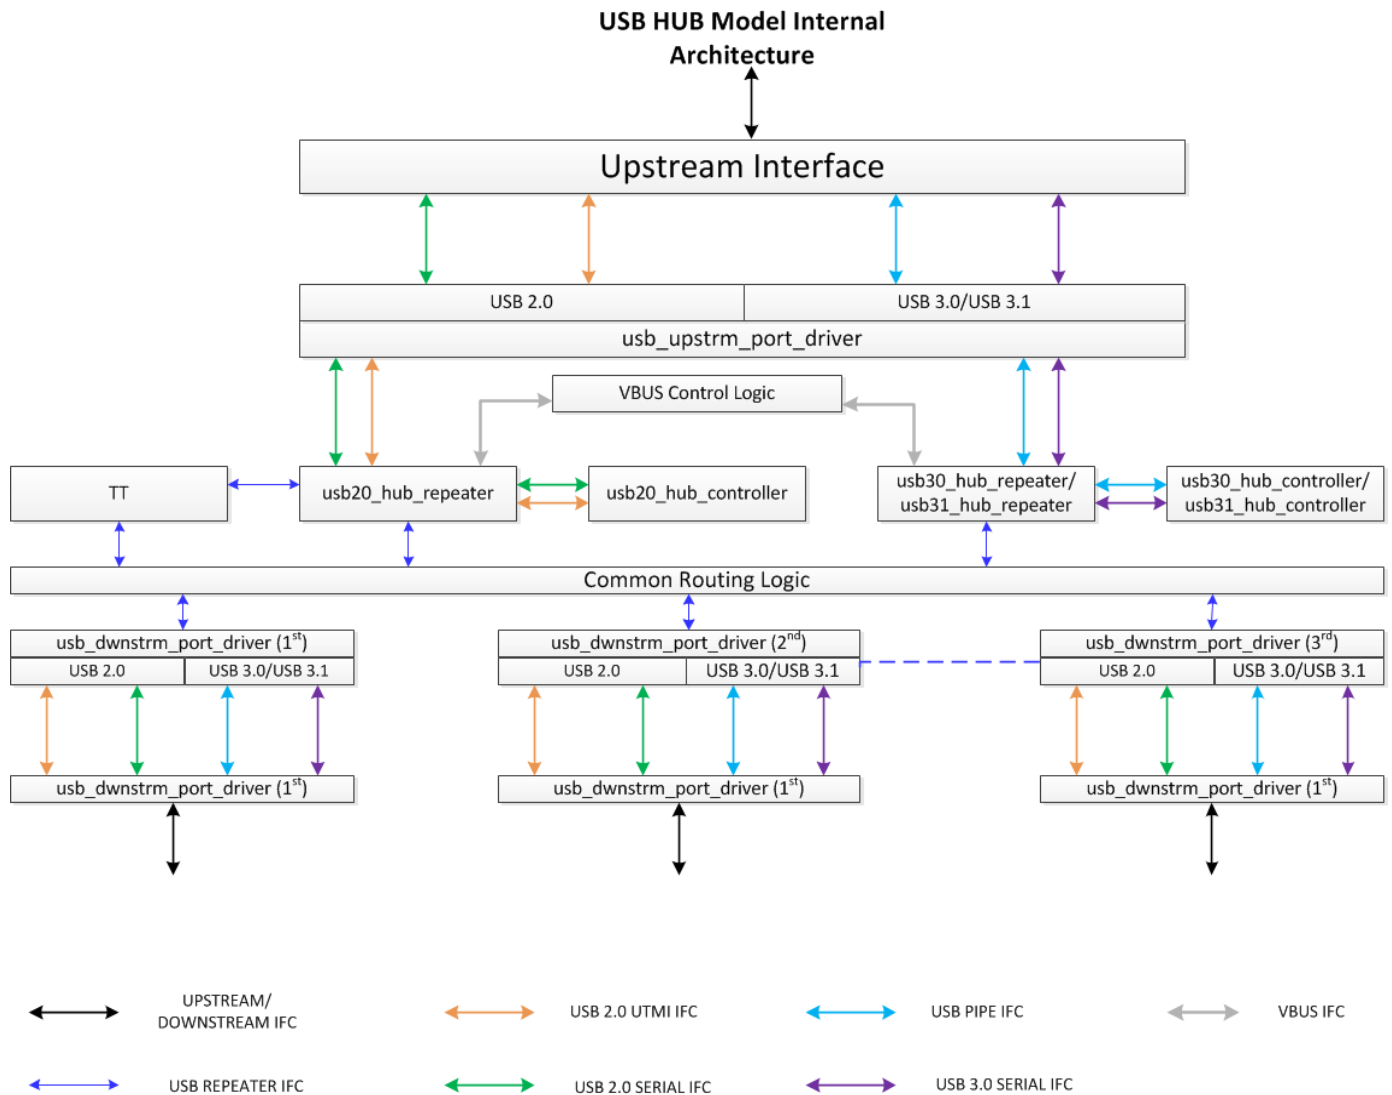 USB HUB Model Internal
Architecture
Upstream Interface
USB 2.0
USB 3.0/USB 3.1
usb_upstrm_port_driver
VBUS Control Logic
TT
usb20_hub_repeater
usb20_hub_controller
usb30_hub_repeater/
usb31_hub_repeater
usb30_hub_controller/
usb31_hub_controller
Common Routing Logic
usb_dwnstrm_port_driver (1st)
usb_dwnstrm_port_driver (2nd)
usb_dwnstrm_port_driver (3rd)
USB 2.0
USB 3.0/USB 3.1
USB 2.0
USB 3.0/USB 3.1
USB 2.0
USB 3.0/USB 3.1
usb_dwnstrm_port_driver (1st)
usb_dwnstrm_port_driver (1st)
usb_dwnstrm_port_driver (1st)
UPSTREAM/
DOWNSTREAM IFC
USB 2.0 UTMI IFC
USB PIPE IFC
VBUS IFC
USB REPEATER IFC
USB 2.0 SERIAL IFC
USB 3.0 SERIAL IFC